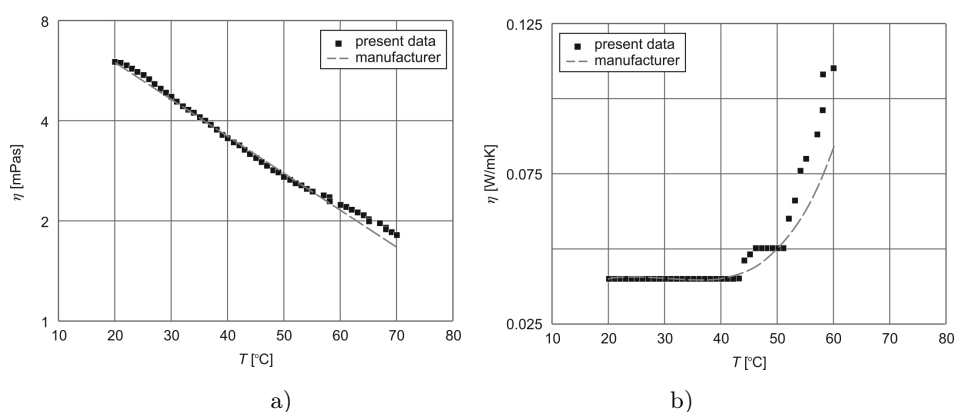 8
4
2
1
η [mPas]
present data
manufacturer
10 20 30 40 50 60 70 80
T [°C]
a)
0.125
0.075
0.025
η [W/mK]
present data
manufacturer
10 20 30 40 50 60 70 80
T [°C]
b)